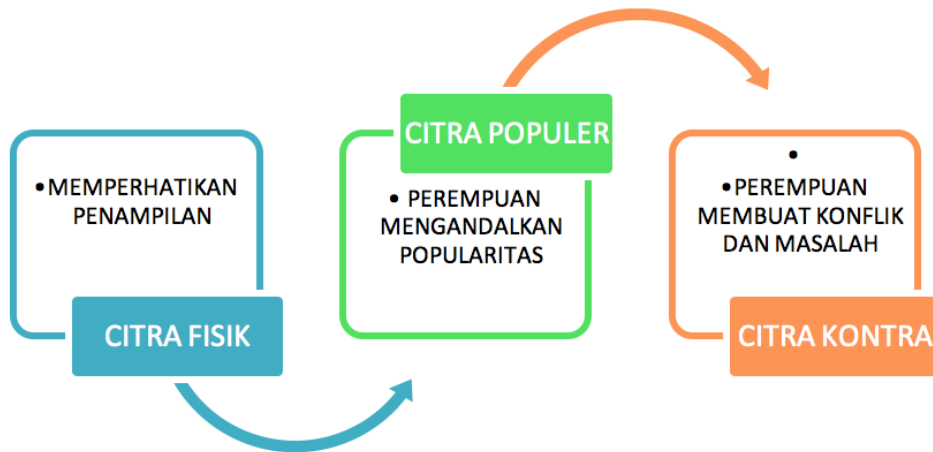 •MEMPERHATIKAN
PENAMPILAN
CITRA FISIK
CITRA POPULER
• PEREMPUAN
MENGANDALKAN
POPULARITAS
•
•PEREMPUAN
MEMBUAT KONFLIK
DAN MASALAH
CITRA KONTRA